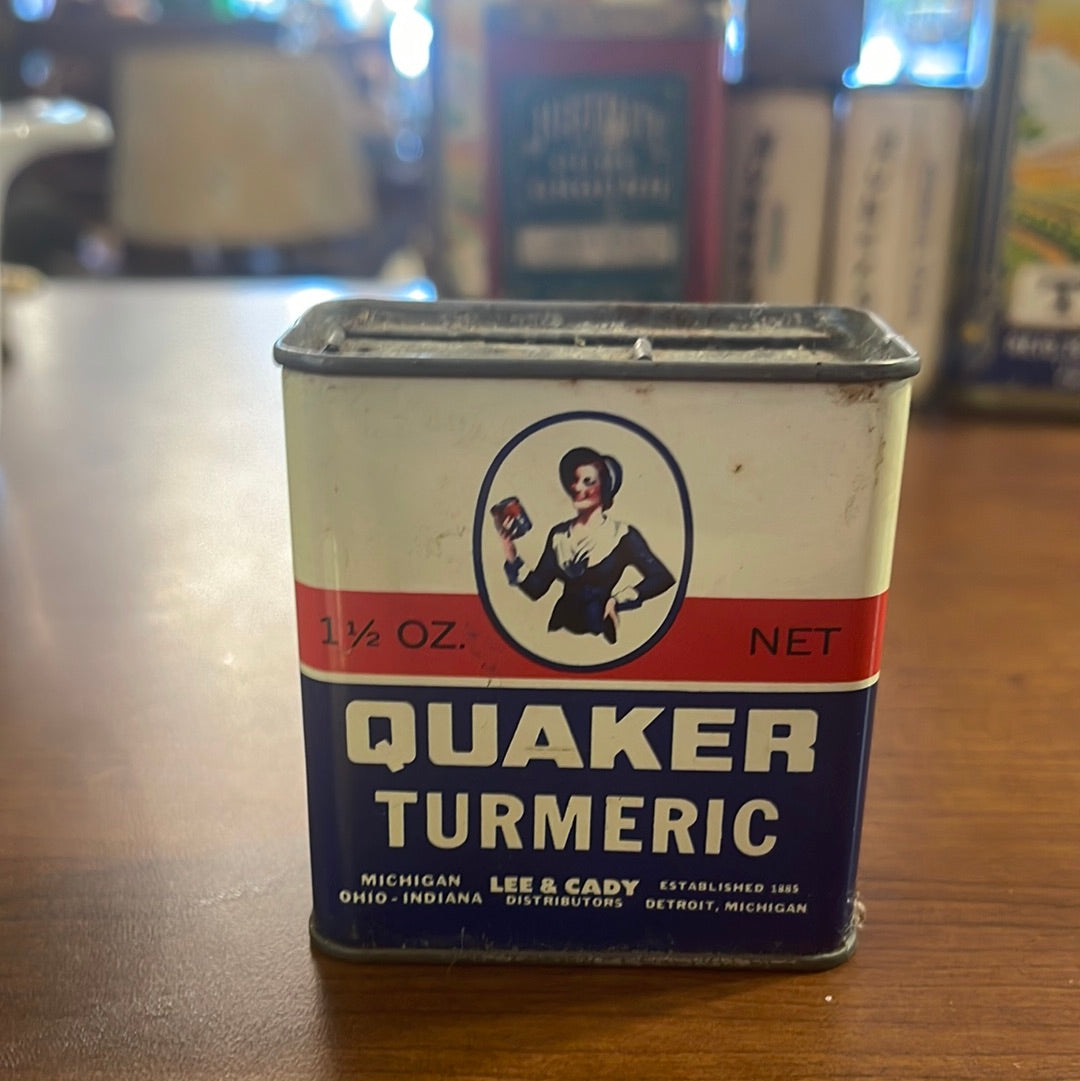 1½ OZ. NET
QUAKER
TURMERIC
MICHIGAN
OHIO - INDIANA
LEE & CADY
DISTRIBUTORS
ESTABLISHED 1885
DETROIT, MICHIGAN